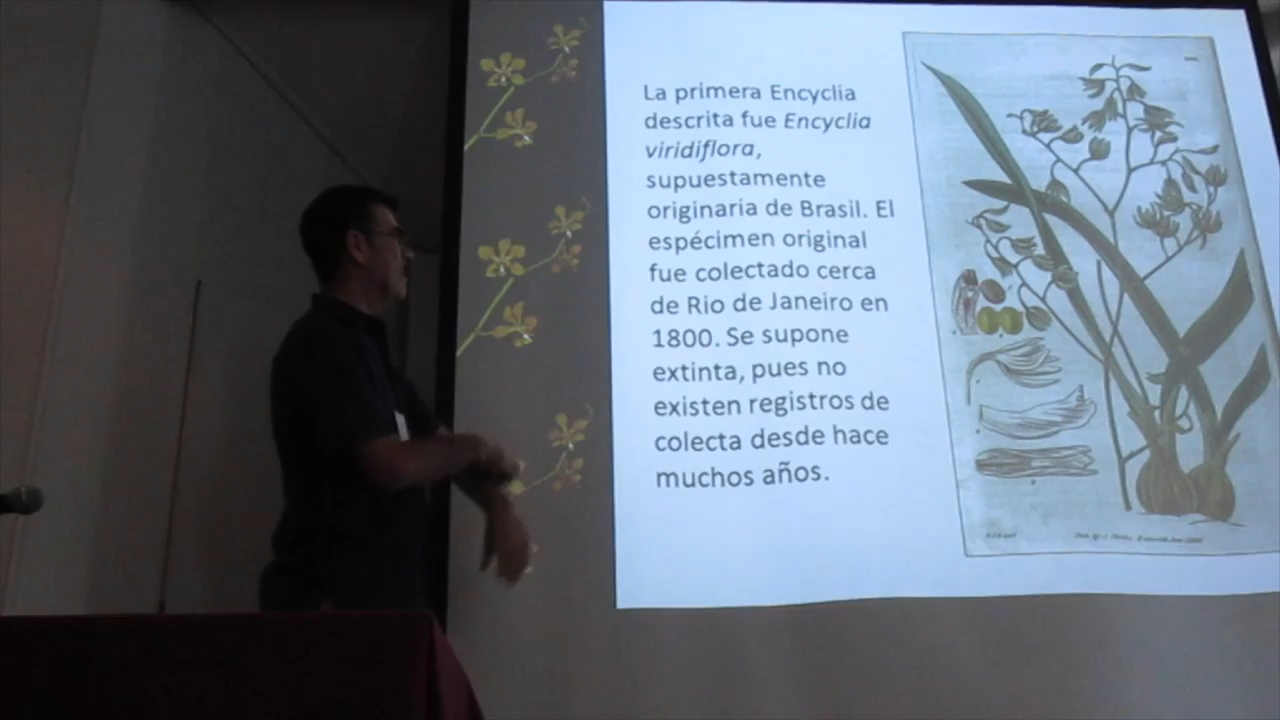 La primera Encyclia
descrita fue Encyclia
viridiflora,
supuestamente
originaria de Brasil. El
espécimen original
fue colectado cerca
de Rio de Janeiro en
1800. Se supone
extinta, pues no
existen registros de
colecta desde hace
muchos años.